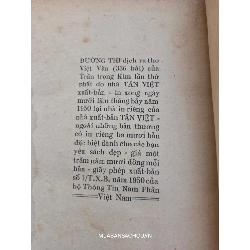 ĐƯỜNG THI dịch ra thơ
Việt Văn (336 bài) của
Trần trọng Kim lần thứ
nhất do nhà TÂN VIỆT
xuất-bản - in xong ngày
mười lăm tháng bảy năm
1950 tại nhà in riêng của
nhà xuất-bản TÂN VIỆT -
ngoài những bản thường
có in riêng ba mươi bản
đặc biệt dành cho các bạn
yêu sách đẹp - giá một
trăm năm mươi đồng mỗi
bản - giấy phép xuất-bản
số 1/T.X.B. năm 1950 của
bộ Thông Tin Nam Phần
Việt Nam
MUABANSACHCU.VN